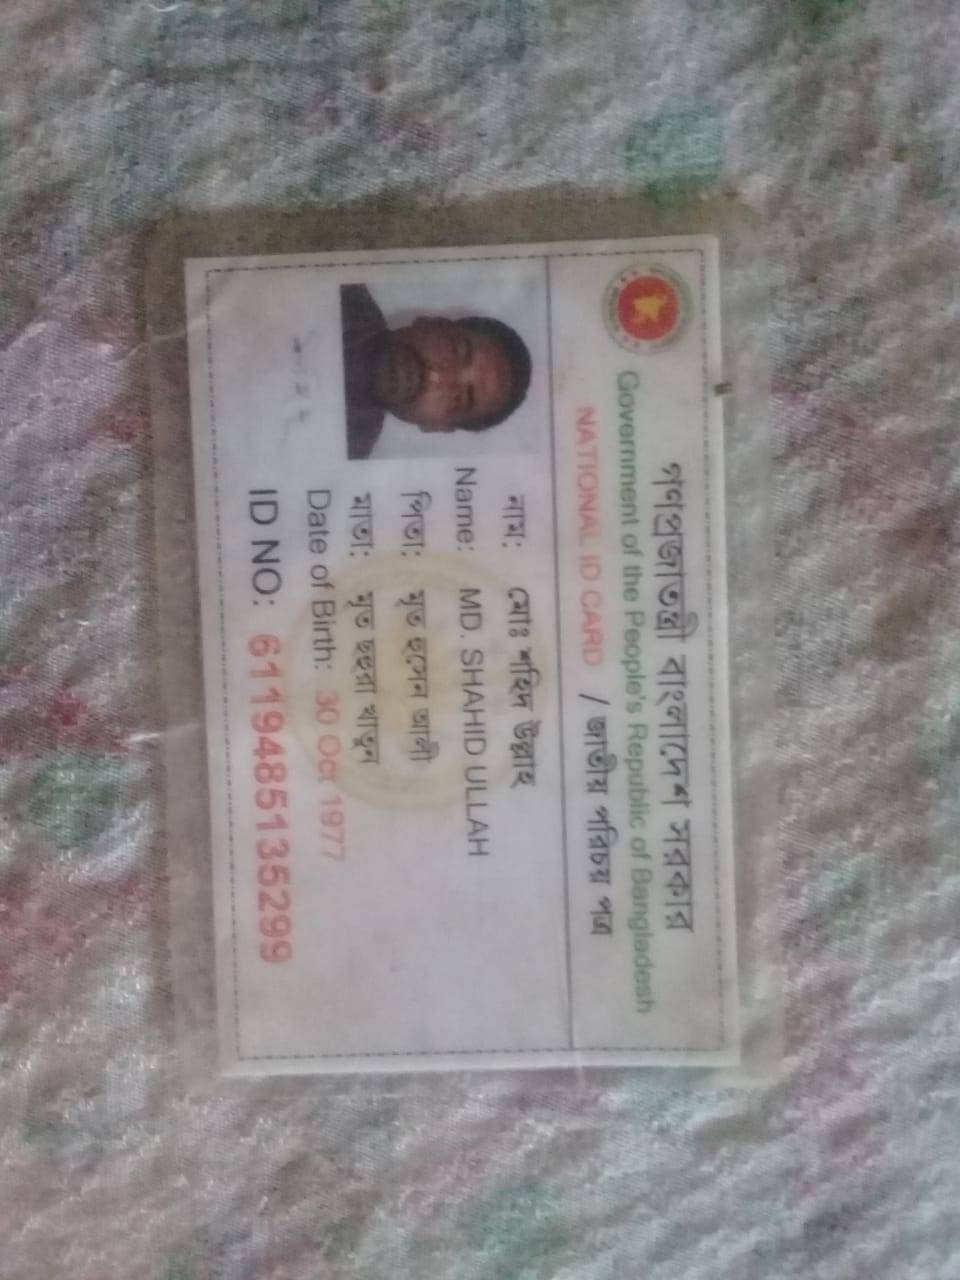 গণপ্রজাতন্ত্রী বাংলাদেশ সরকার
Government of the People's Republic of Bangladesh
NATIONAL ID CARD / জাতীয় পরিচয় পত্র
নাম: মোঃ শহিদ উল্লাহ
Name: MD. SHAHID ULLAH
পিতা: মৃত হুসেন আলী
মাতা: মৃত জহুরা খাতুন
Date of Birth: 30 Oct 1977
ID NO: 6119485135299